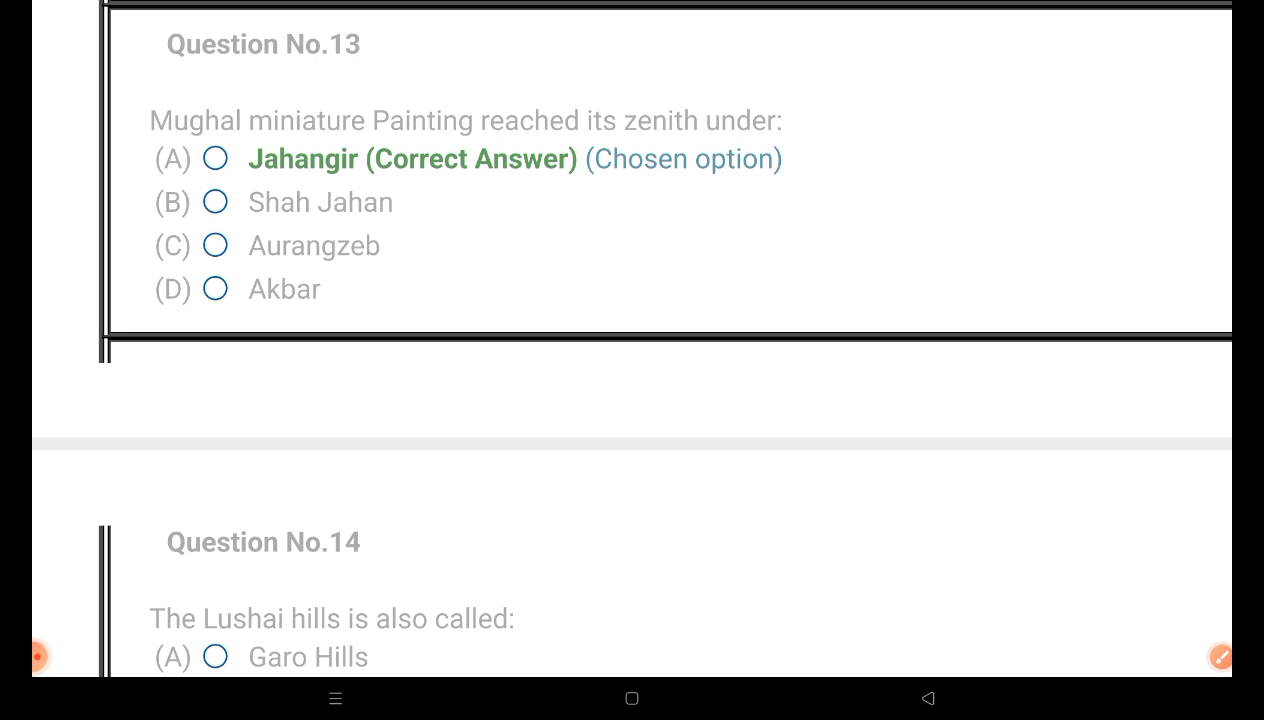 Question No.13
Mughal miniature Painting reached its zenith under:
(A) Jahangir (Correct Answer) (Chosen option)
(B) Shah Jahan
(C) Aurangzeb
(D) Akbar
Question No.14
The Lushai hills is also called:
(A) Garo Hills